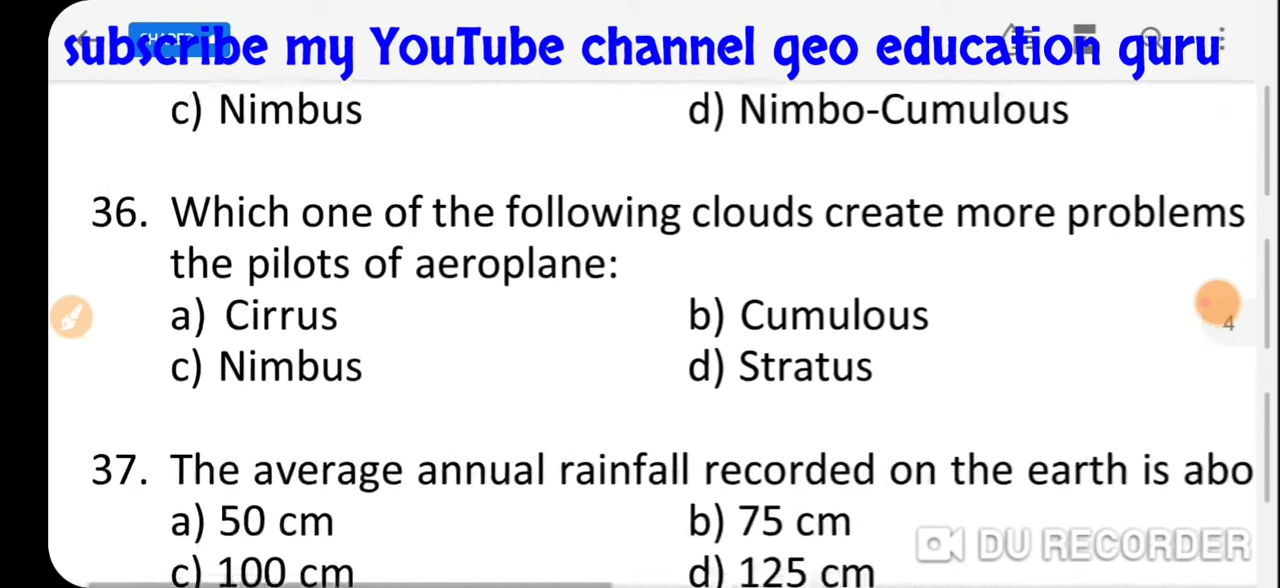 subscribe my YouTube channel geo education guru
c) Nimbus d) Nimbo-Cumulous
36. Which one of the following clouds create more problems
the pilots of aeroplane:
a) Cirrus b) Cumulous
4
c) Nimbus d) Stratus
37. The average annual rainfall recorded on the earth is abo
a) 50 cm b) 75 cm
DU RECORDER
c) 100 cm d) 125 cm